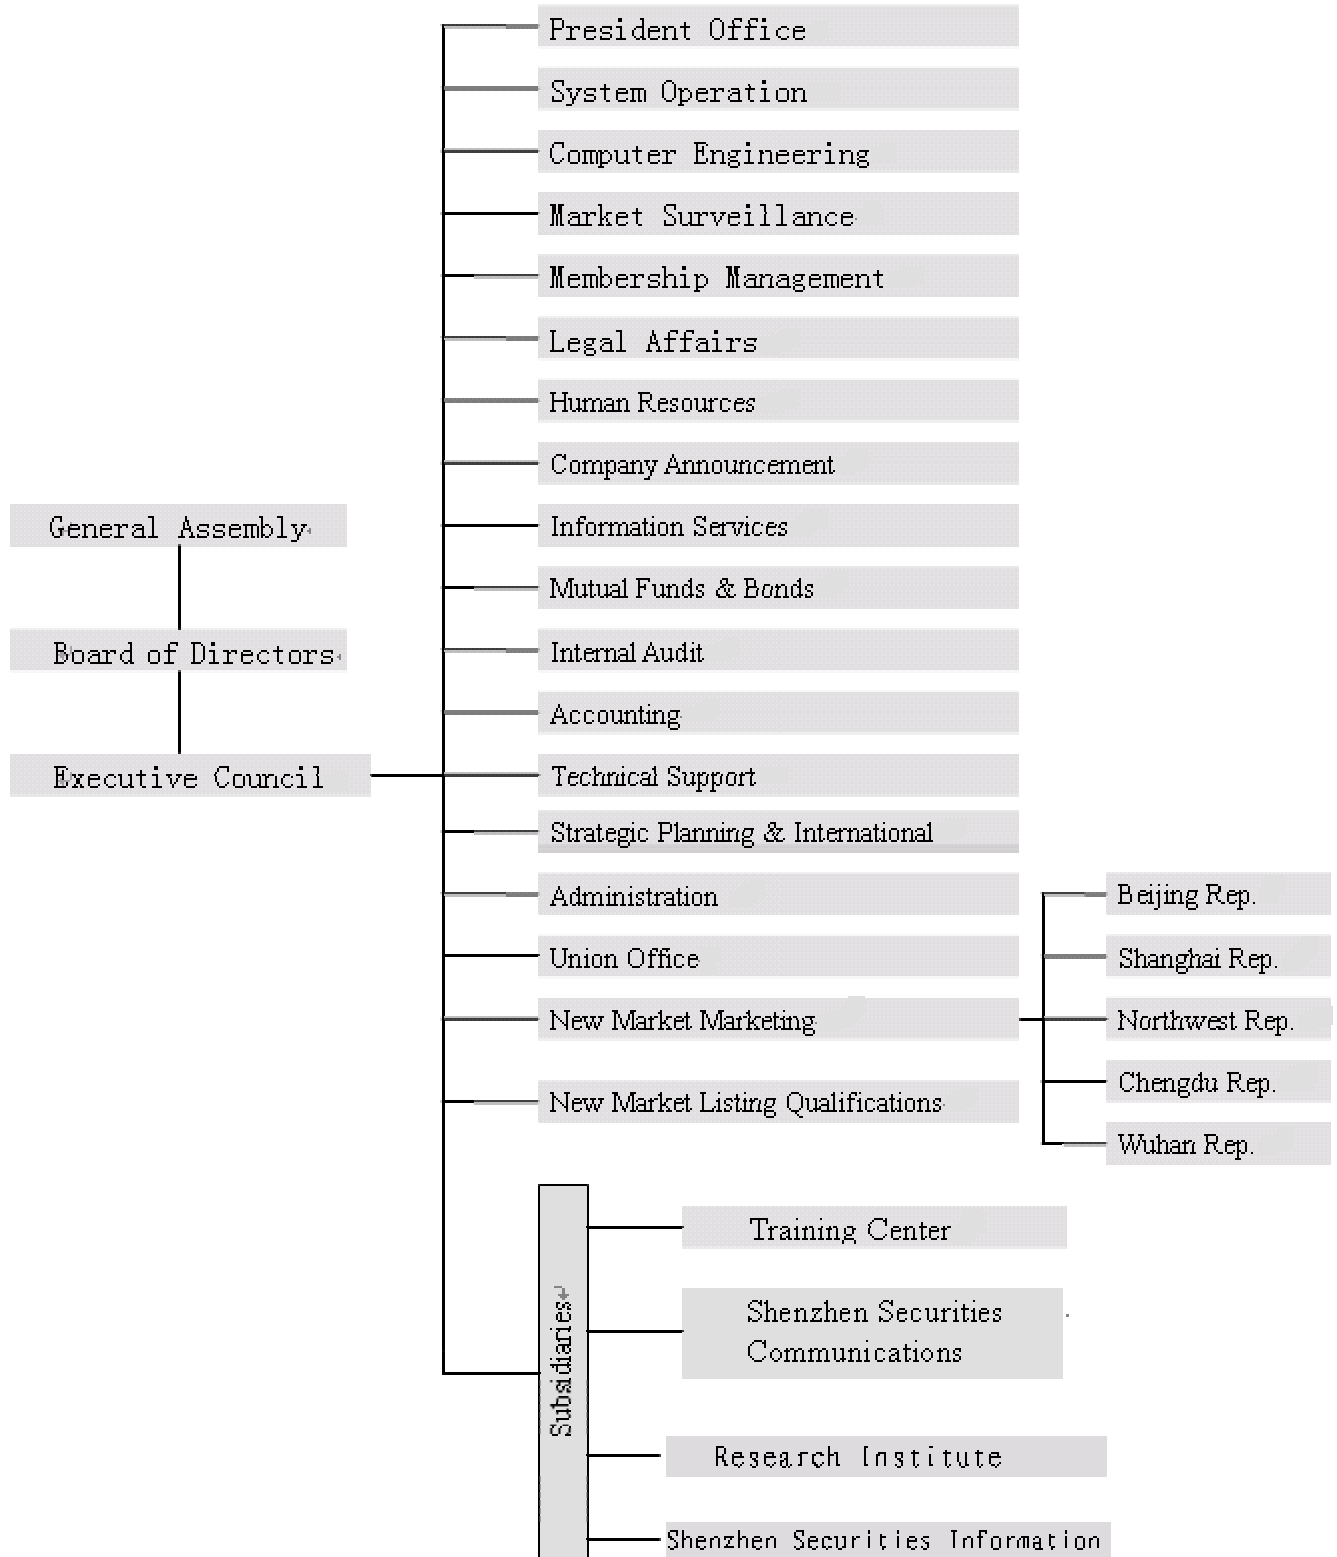 General Assembly
Board of Directors
Executive Council
President Office
System Operation
Computer Engineering
Market Surveillance
Membership Management
Legal Affairs
Human Resources
Company Announcement
Information Services
Mutual Funds & Bonds
Internal Audit
Accounting
Technical Support
Strategic Planning & International
Administration
Union Office
New Market Marketing
New Market Listing Qualifications
Beijing Rep.
Shanghai Rep.
Northwest Rep.
Chengdu Rep.
Wuhan Rep.
Subsidiaries
Training Center
Shenzhen Securities
Communications
Research Institute
Shenzhen Securities Information